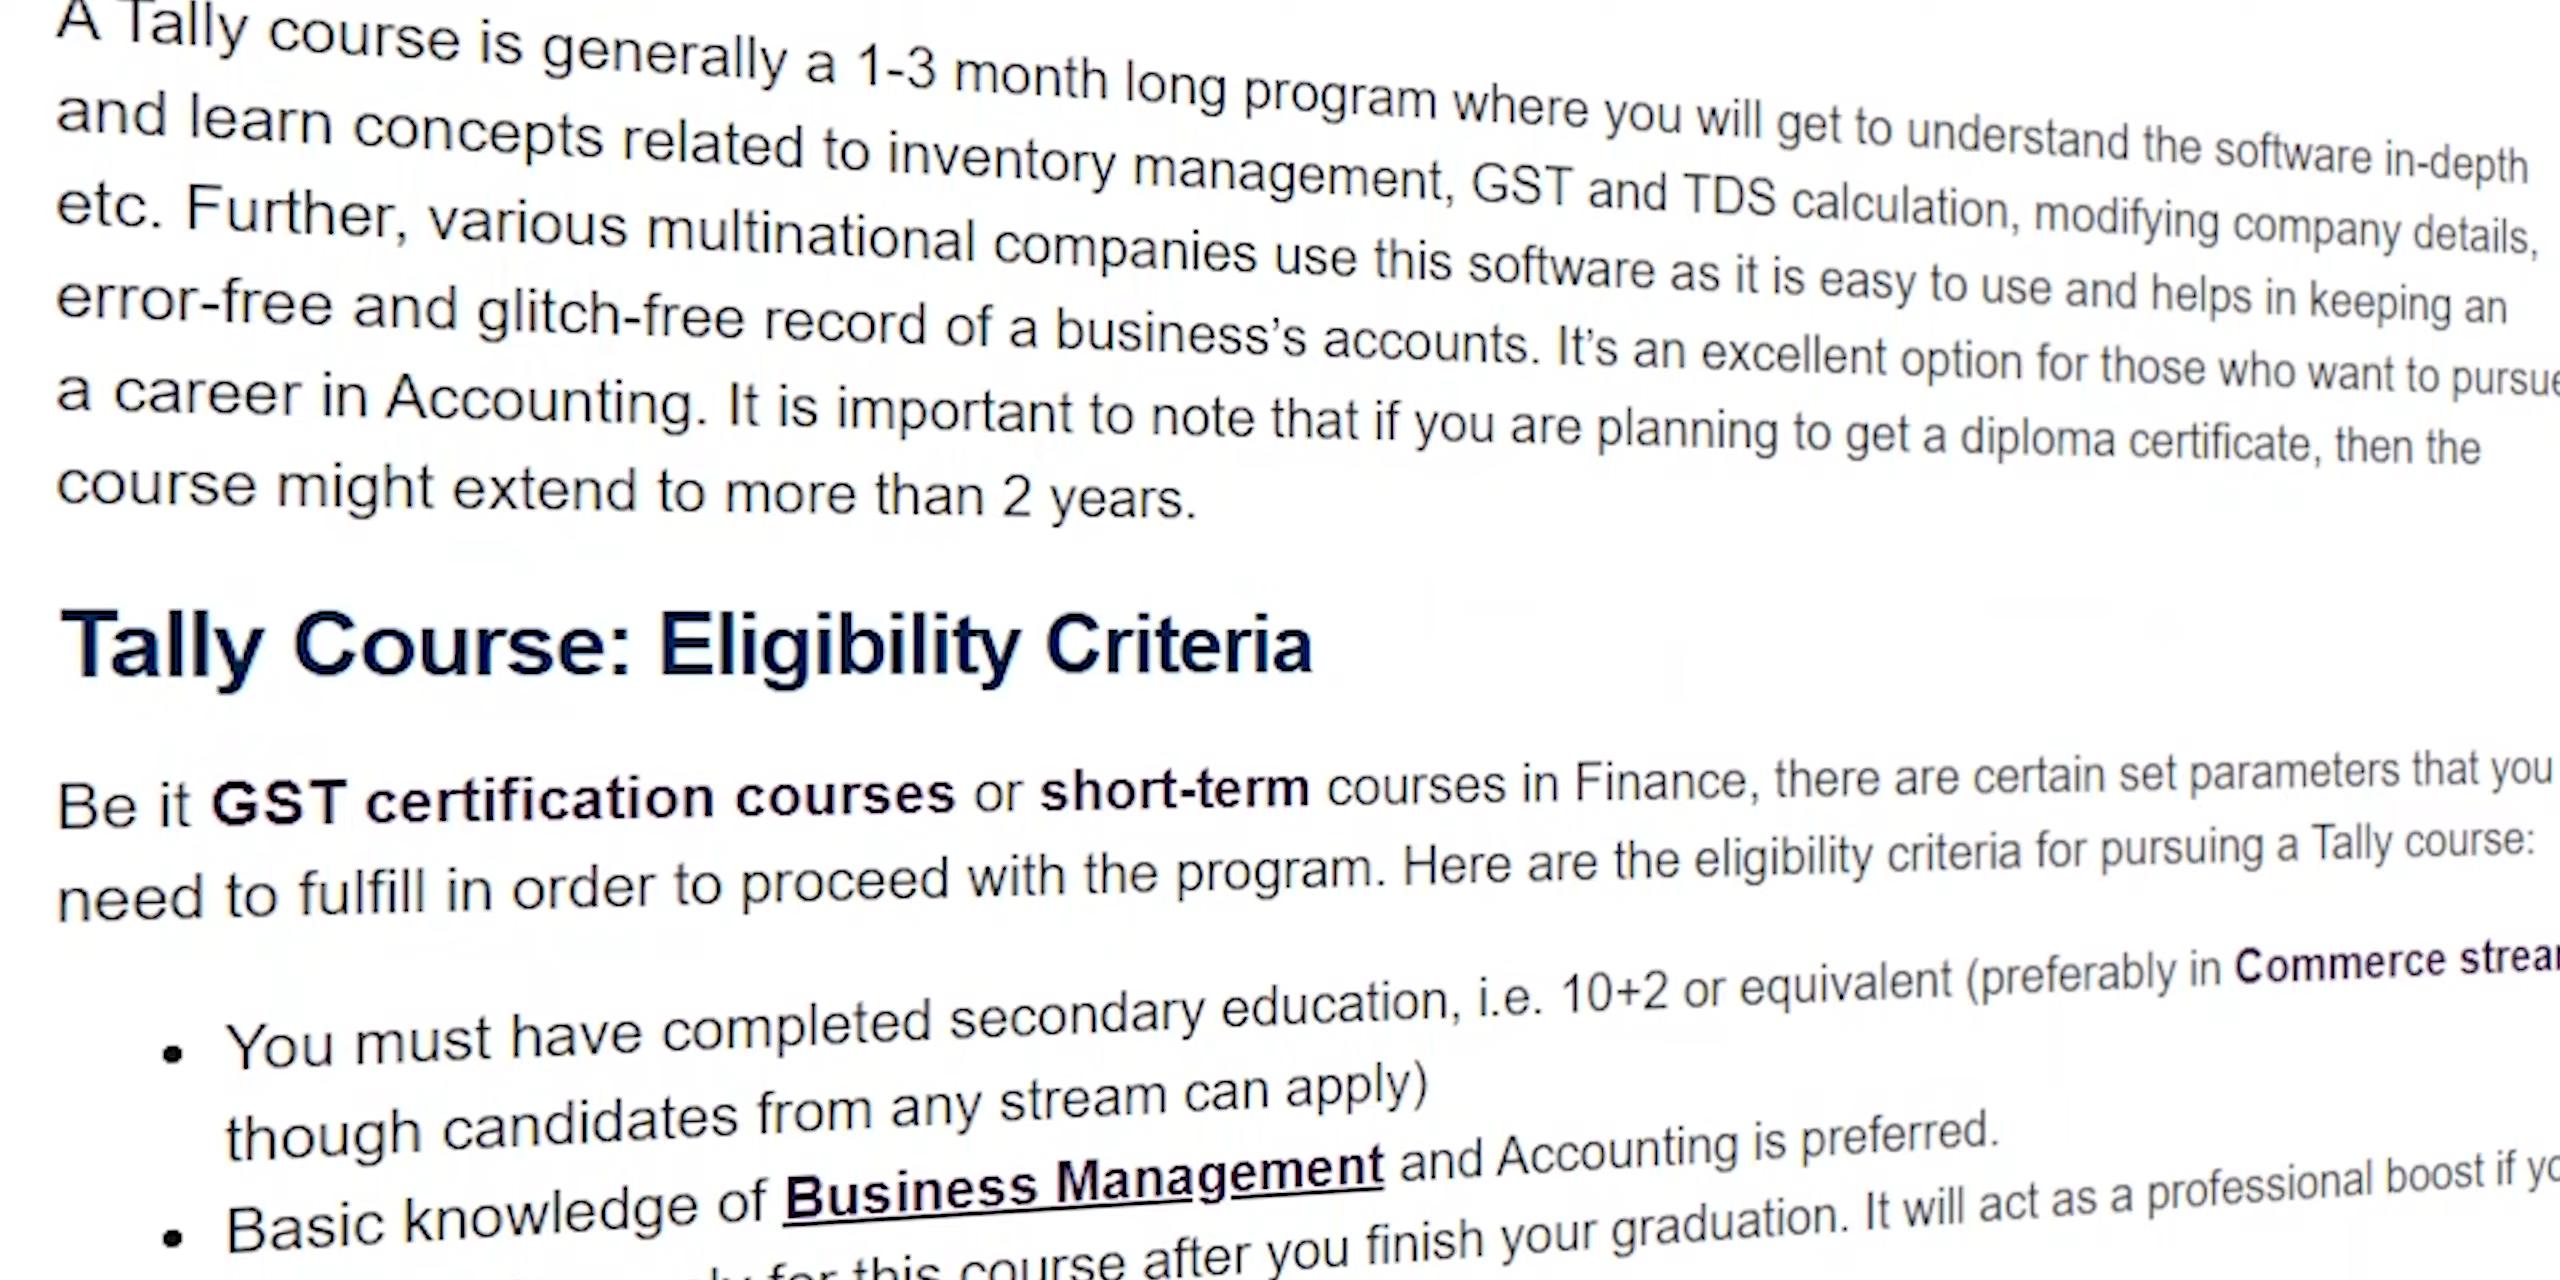 A Tally course is generally a 1-3 month long program where you will get to understand the software in-depth
and learn concepts related to inventory management, GST and TDS calculation, modifying company details,
etc. Further, various multinational companies use this software as it is easy to use and helps in keeping an
error-free and glitch-free record of a business’s accounts. It’s an excellent option for those who want to pursue
a career in Accounting. It is important to note that if you are planning to get a diploma certificate, then the
course might extend to more than 2 years.
Tally Course: Eligibility Criteria
Be it GST certification courses or short-term courses in Finance, there are certain set parameters that you
need to fulfill in order to proceed with the program. Here are the eligibility criteria for pursuing a Tally course:
• You must have completed secondary education, i.e. 10+2 or equivalent (preferably in Commerce
though candidates from any stream can apply)
• Basic knowledge of Business Management and Accounting is preferred.
for this course after you finish your graduation. It will act as a professional boost if